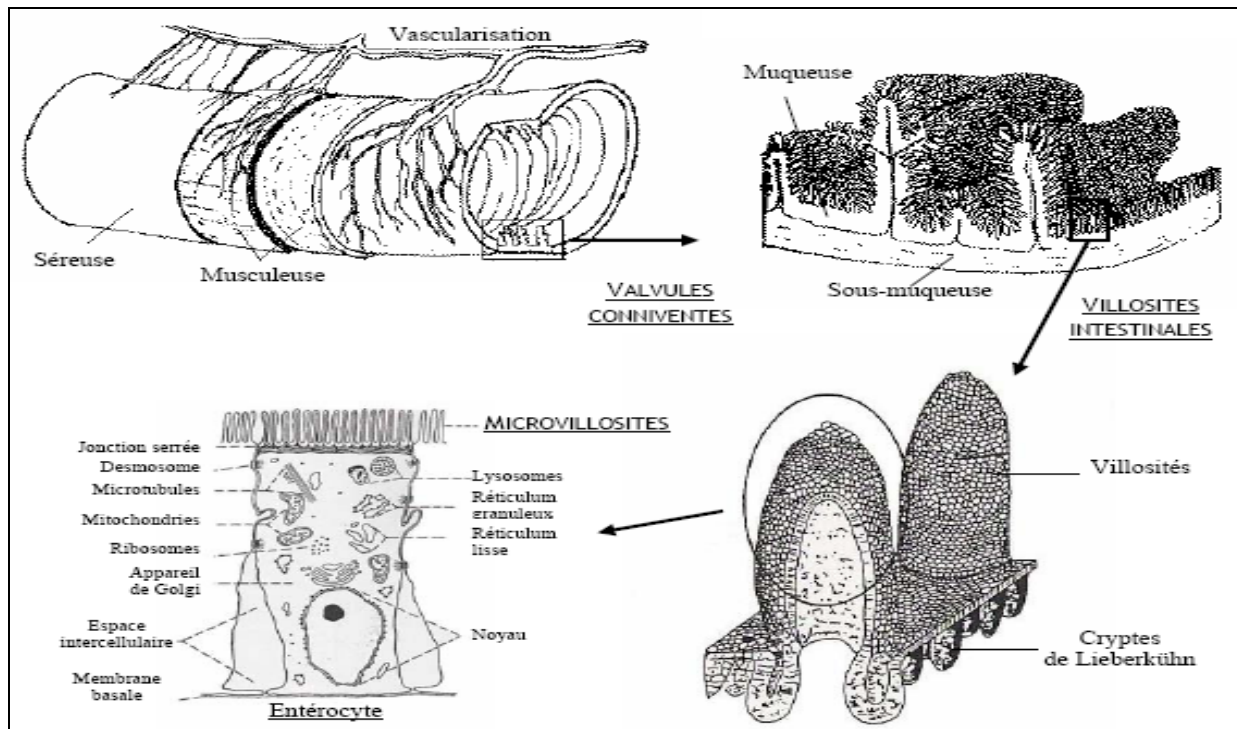 Vascularisation
Séreuse
Musculeuse
VALVULES
CONNIVENTES
Muqueuse
Sous-muqueuse
VILLOSITES
INTESTINALES
MICROVILLOSITES
Jonction serrée
Desmosome
Microtubules
Mitochondries
Ribosomes
Appareil
de Golgi
Espace
intercellulaire
Membrane
basale
Lysosomes
Réticulum
granuleux
Réticulum
lisse
Noyau
Entérocyte
Villosités
Cryptes
de Lieberkühn